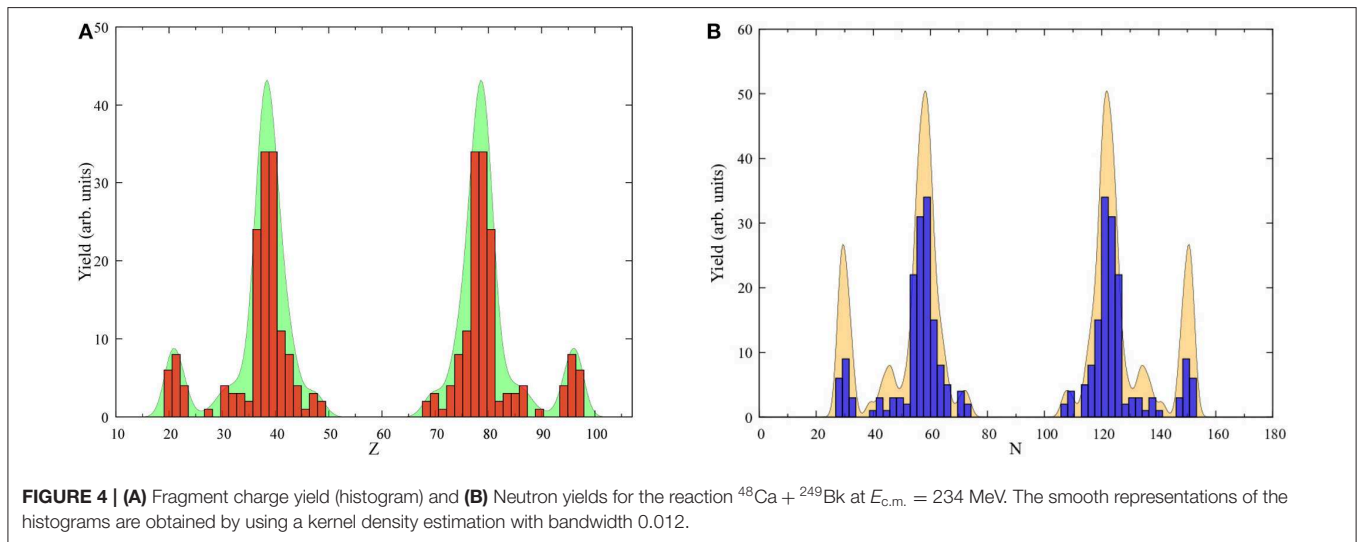 A
50
40
30
20
10
0
Yield (arb. units)
10 20 30 40 50 60 70 80 90 100
Z
B
60
50
40
30
20
10
0
Yield (arb. units)
0 20 40 60 80 100 120 140 160 180
N
FIGURE 4 | (A) Fragment charge yield (histogram) and (B) Neutron yields for the reaction ⁴⁸Ca + ²⁴⁹Bk at E_c.m. = 234 MeV. The smooth representations of the
histograms are obtained by using a kernel density estimation with bandwidth 0.012.